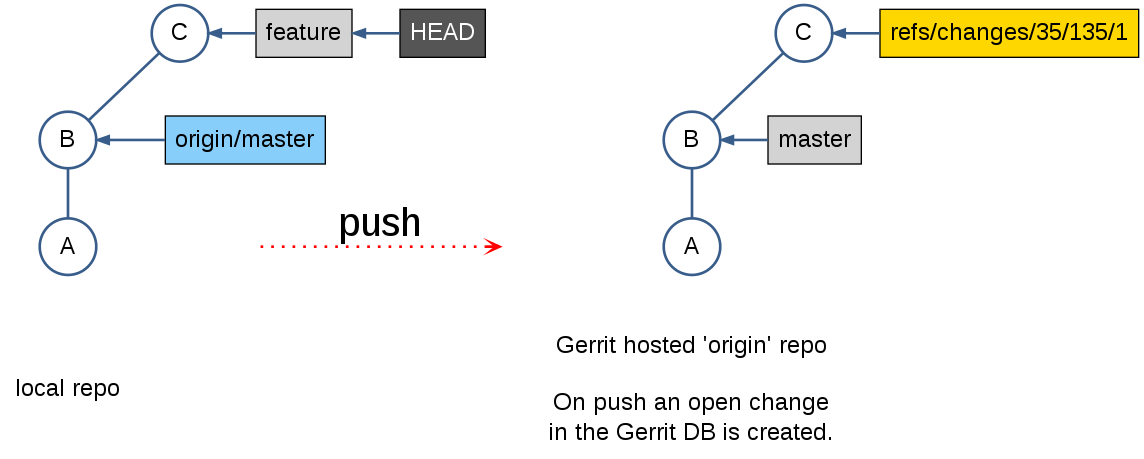 C
feature
HEAD
B
origin/master
A
push
local repo
C
refs/changes/35/135/1
B
master
A
Gerrit hosted 'origin' repo
On push an open change
in the Gerrit DB is created.